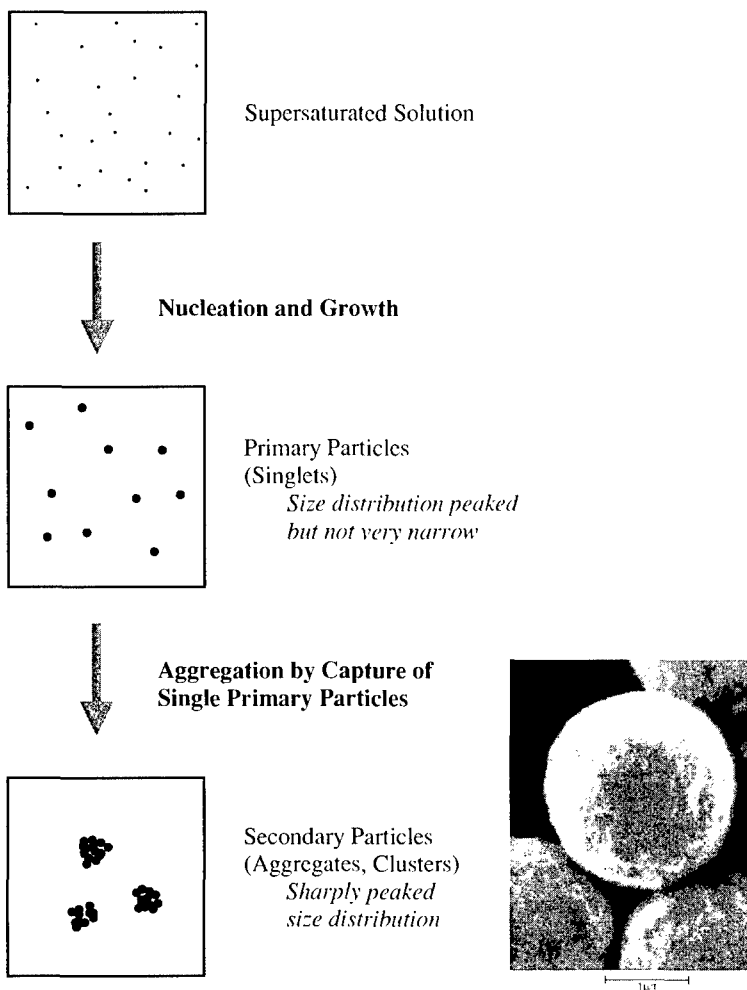 Supersaturated Solution
Nucleation and Growth
Primary Particles
(Singlets)
Size distribution peaked
but not very narrow
Aggregation by Capture of
Single Primary Particles
Secondary Particles
(Aggregates, Clusters)
Sharply peaked
size distribution